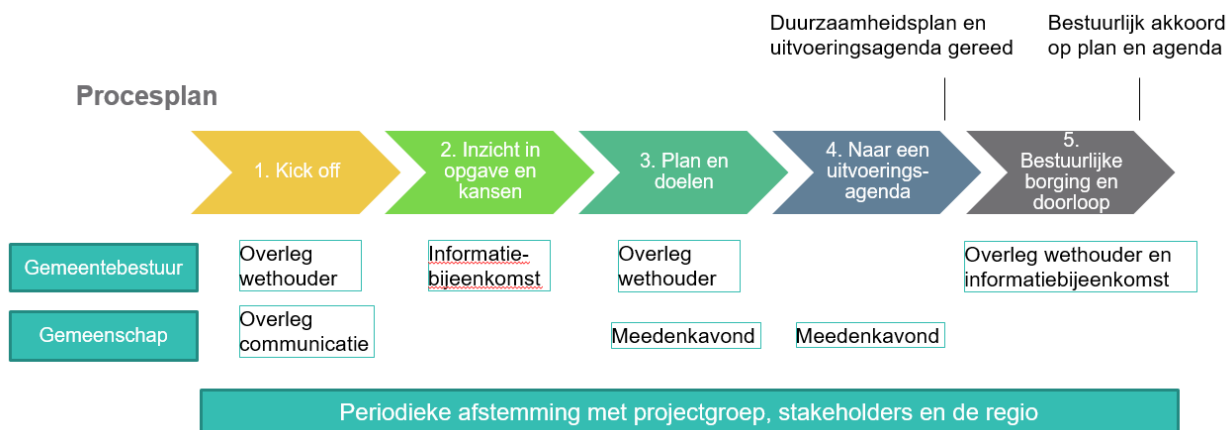 Duurzaamheidsplan en
uitvoeringsagenda gereed
Bestuurlijk akkoord
op plan en agenda
Procesplan
1. Kick off
2. Inzicht in
opgave en
kansen
3. Plan en
doelen
4. Naar een
uitvoerings-
agenda
5.
Bestuurlijke
borging en
doorloop
Gemeentebestuur
Overleg
wethouder
Informatie-
bijeenkomst
Overleg
wethouder
Overleg wethouder en
informatiebijeenkomst
Gemeenschap
Overleg
communicatie
Meedenkavond
Meedenkavond
Periodieke afstemming met projectgroep, stakeholders en de regio